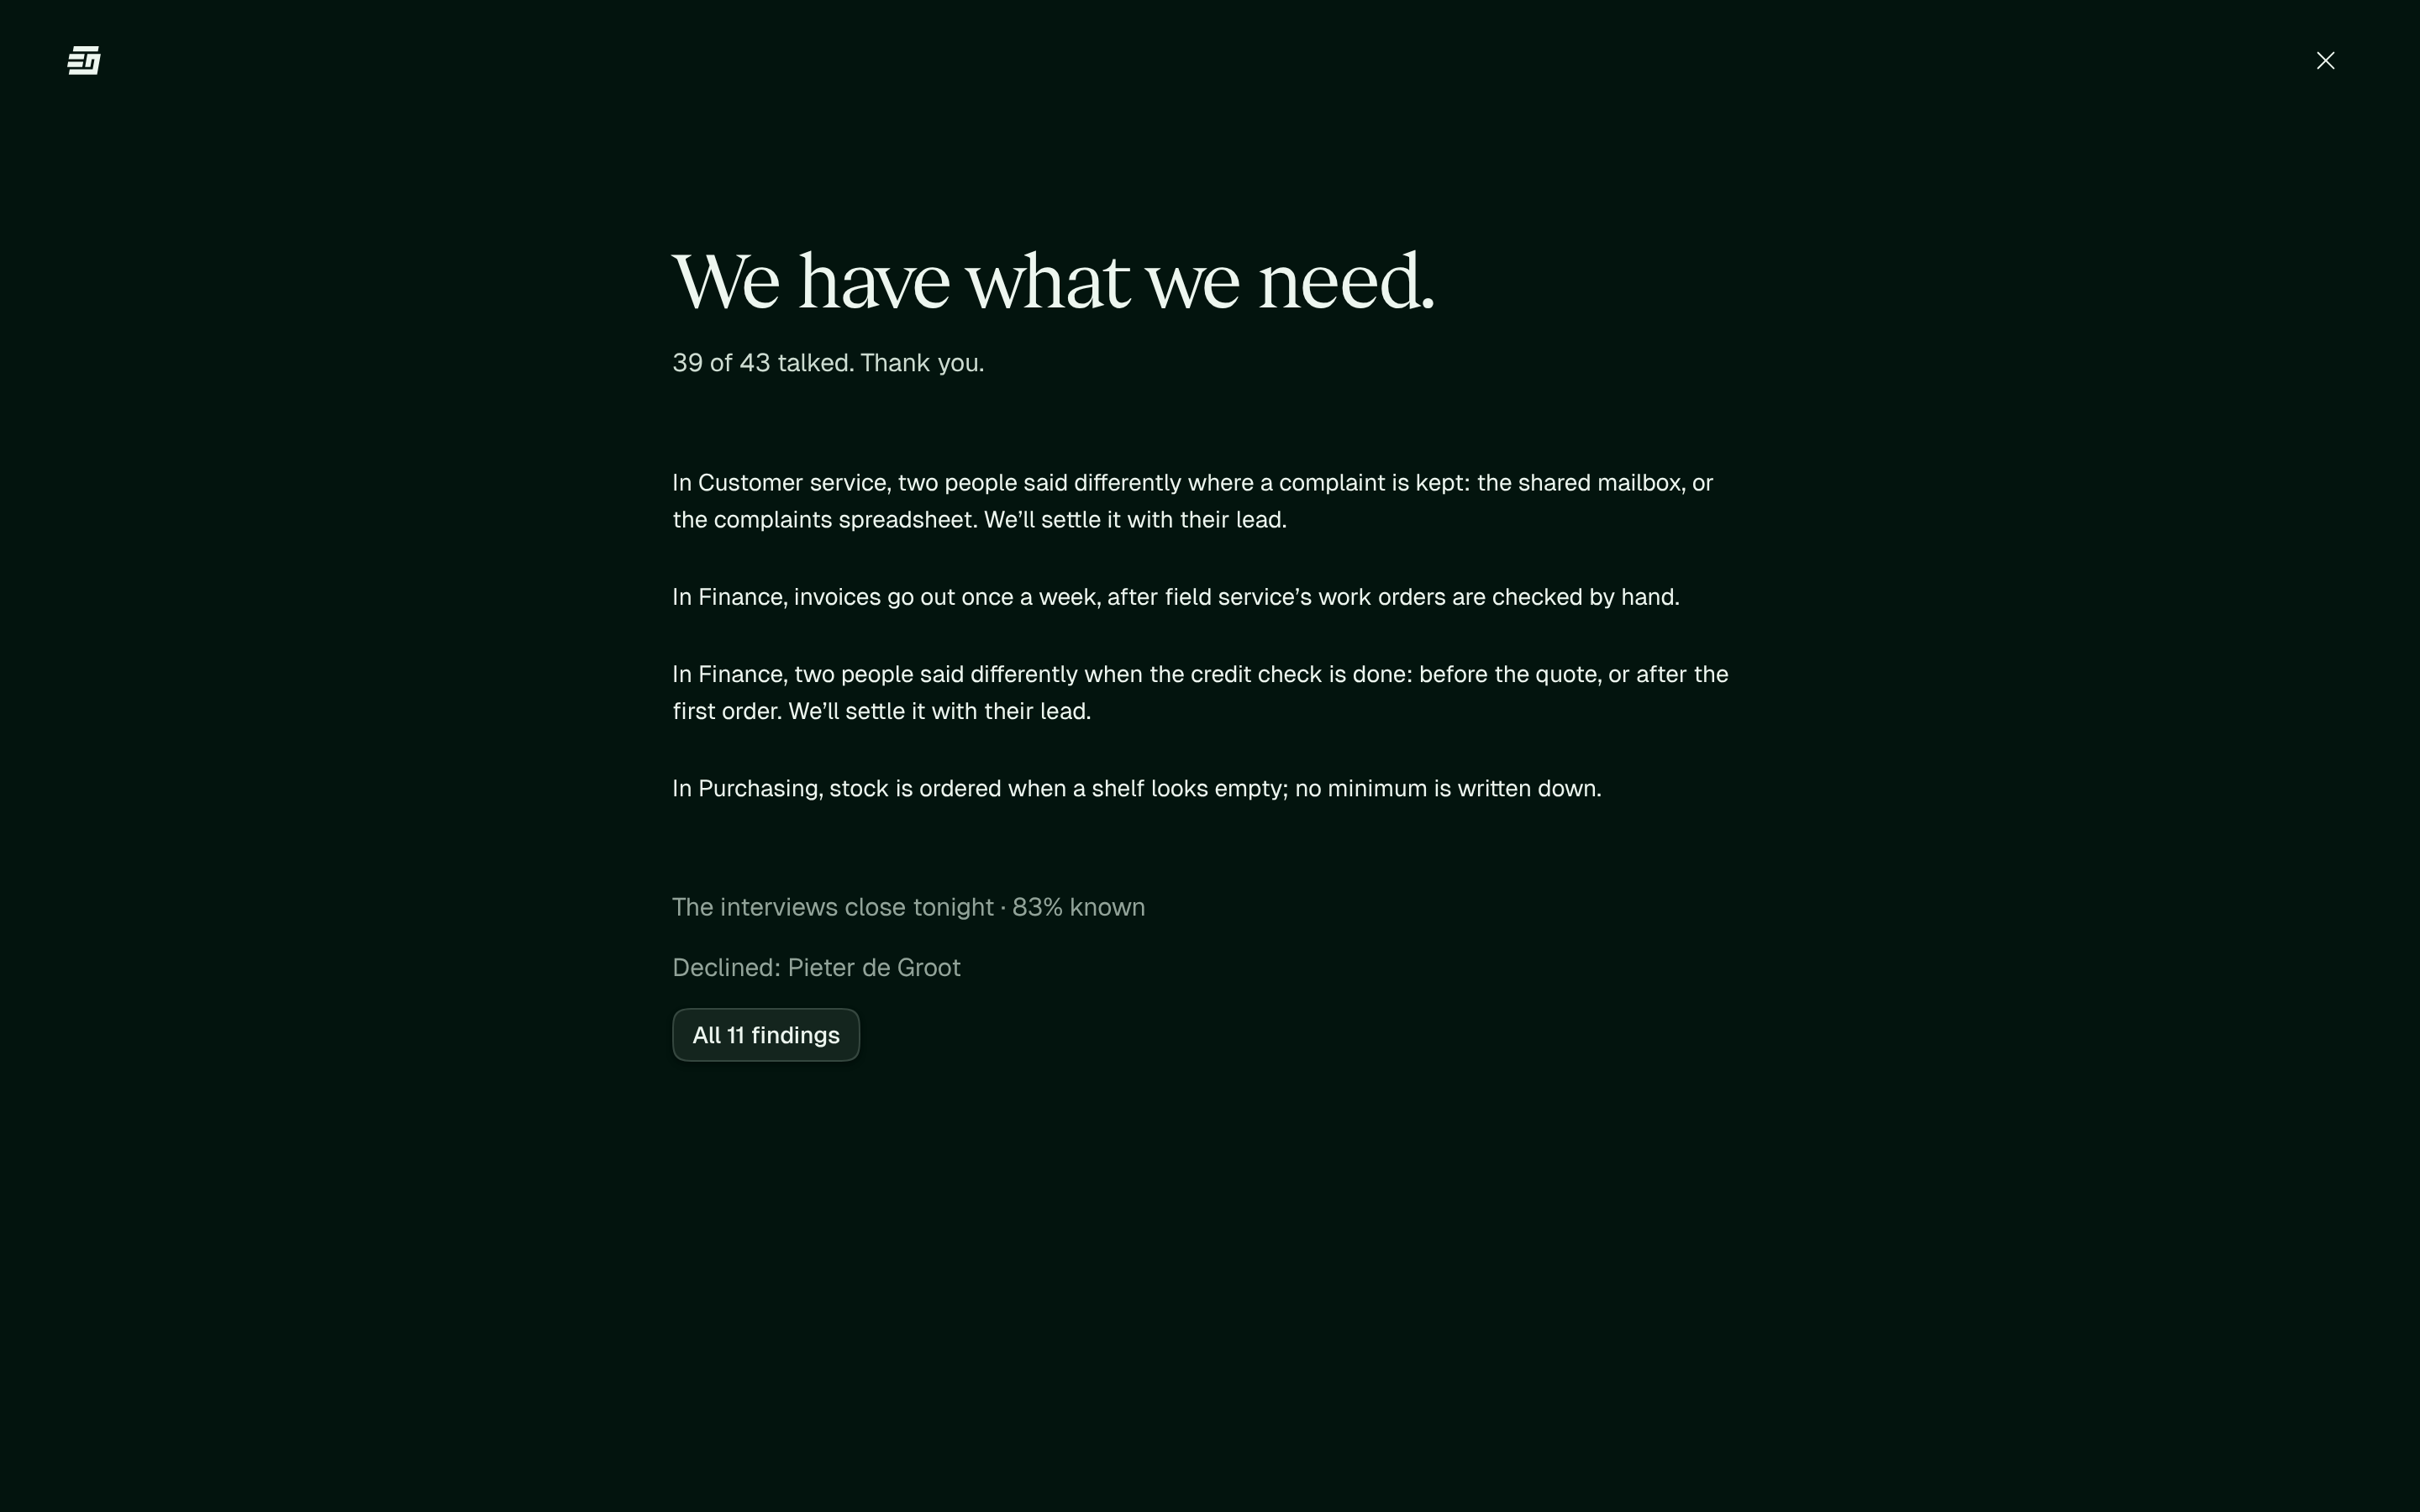 We have what we need.
39 of 43 talked. Thank you.
In Customer service, two people said differently where a complaint is kept: the shared mailbox, or
the complaints spreadsheet. We’ll settle it with their lead.
In Finance, invoices go out once a week, after field service’s work orders are checked by hand.
In Finance, two people said differently when the credit check is done: before the quote, or after the
first order. We’ll settle it with their lead.
In Purchasing, stock is ordered when a shelf looks empty; no minimum is written down.
The interviews close tonight · 83% known
Declined: Pieter de Groot
All 11 findings